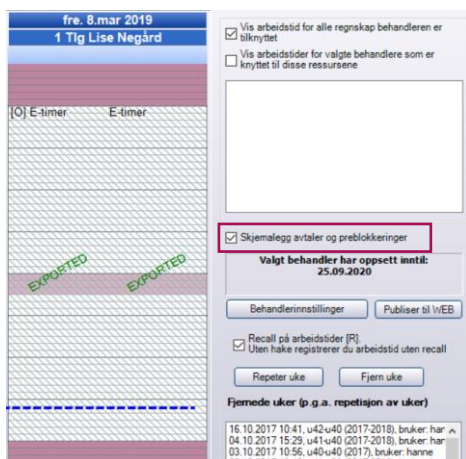 fre. 8.mar 2019
1 Tlg Lise Negård
[O] E-timer E-timer
EXPORTED EXPORTED
Vis arbeidstid for alle regnskap behandleren er
tilknyttet
Vis arbeidstider for valgte behandlere som er
knyttet til disse ressursene
Skjemalegg avtaler og preblokkeringer
Valgt behandler har oppsett inntil:
25.09.2020
Behandlerinnstillinger Publiser til WEB
Recall på arbeidstider [R].
Uten hake registrerer du arbeidstid uten recall
Repeter uke Fjern uke
Fjernede uker (p.g.a. repetisjon av uker)
16.10.2017 10:41, u42-u40 (2017-2018), bruker: har
04.10.2017 15:29, u41-u40 (2017-2018), bruker: har
03.10.2017 10:56, u40-u40 (2017), bruker: hanne